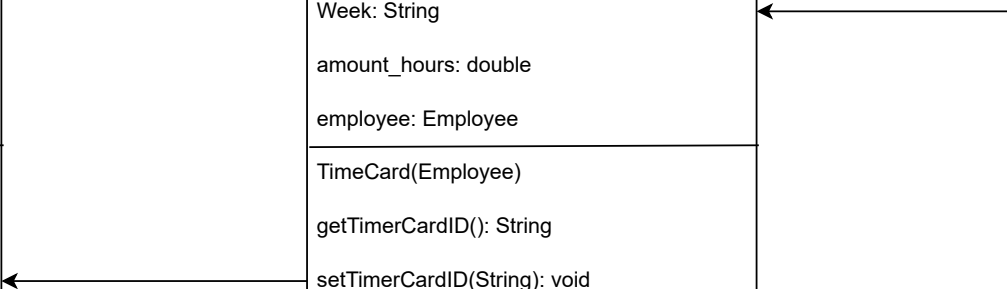 Week: String
amount_hours: double
employee: Employee
TimeCard(Employee)
getTimerCardID(): String
setTimerCardID(String): void